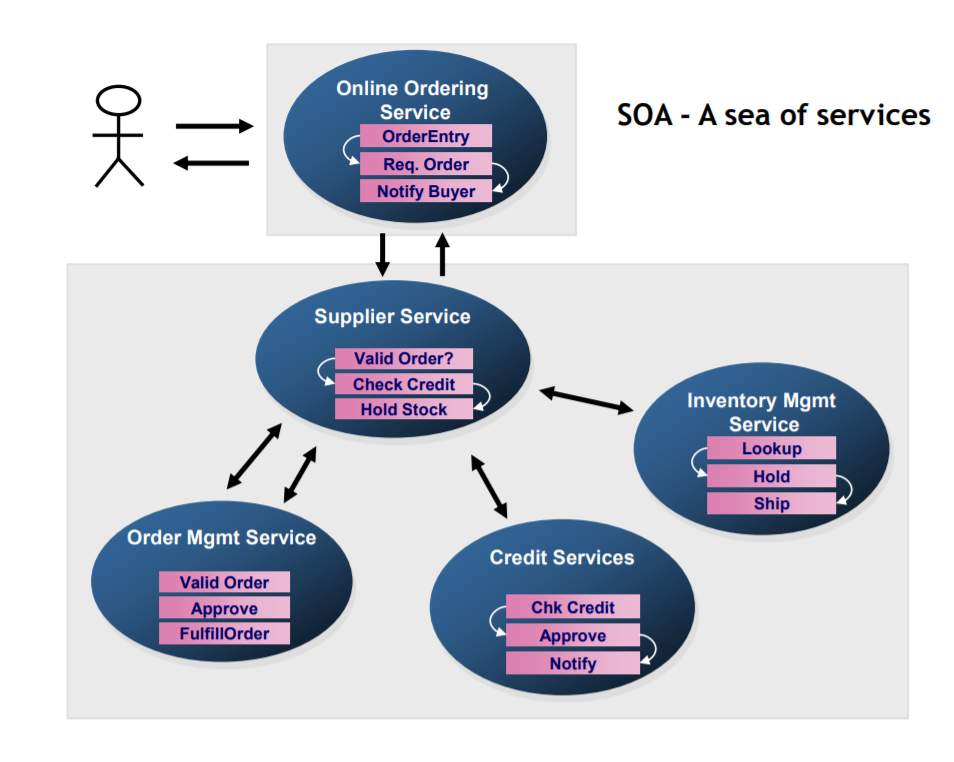 SOA - A sea of services
Online Ordering
Service
OrderEntry
Req. Order
Notify Buyer
Supplier Service
Valid Order?
Check Credit
Hold Stock
Inventory Mgmt
Service
Lookup
Hold
Ship
Order Mgmt Service
Valid Order
Approve
FulfillOrder
Credit Services
Chk Credit
Approve
Notify